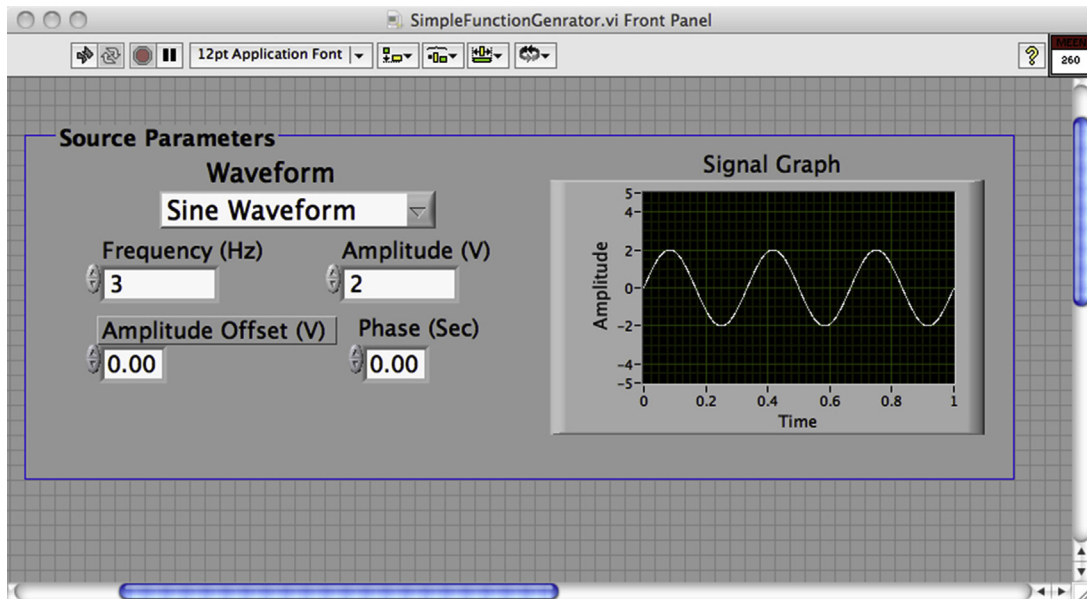 SimpleFunctionGenrator.vi Front Panel
12pt Application Font
?
MEEN
260
Source Parameters
Waveform
Sine Waveform
Frequency (Hz)
Amplitude (V)
3
2
Amplitude Offset (V)
Phase (Sec)
0.00
0.00
Signal Graph
Amplitude
5
4
2
0
-2
-4
-5
0 0.2 0.4 0.6 0.8 1
Time